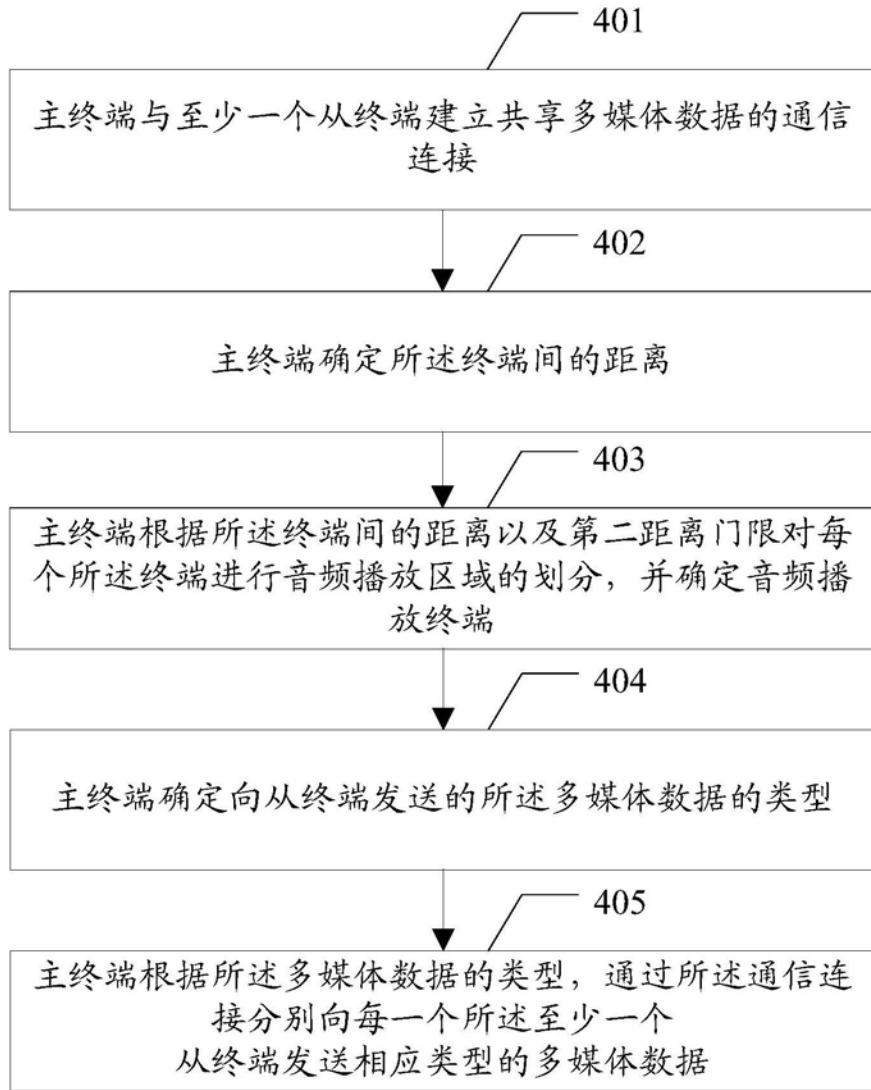 401
主终端与至少一个从终端建立共享多媒体数据的通信
连接
402
主终端确定所述终端间的距离
403
主终端根据所述终端间的距离以及第二距离门限对每
个所述终端进行音频播放区域的划分，并确定音频播
放终端
404
主终端确定向从终端发送的所述多媒体数据的类型
405
主终端根据所述多媒体数据的类型，通过所述通信连
接分别向每一个所述至少一个
从终端发送相应类型的多媒体数据